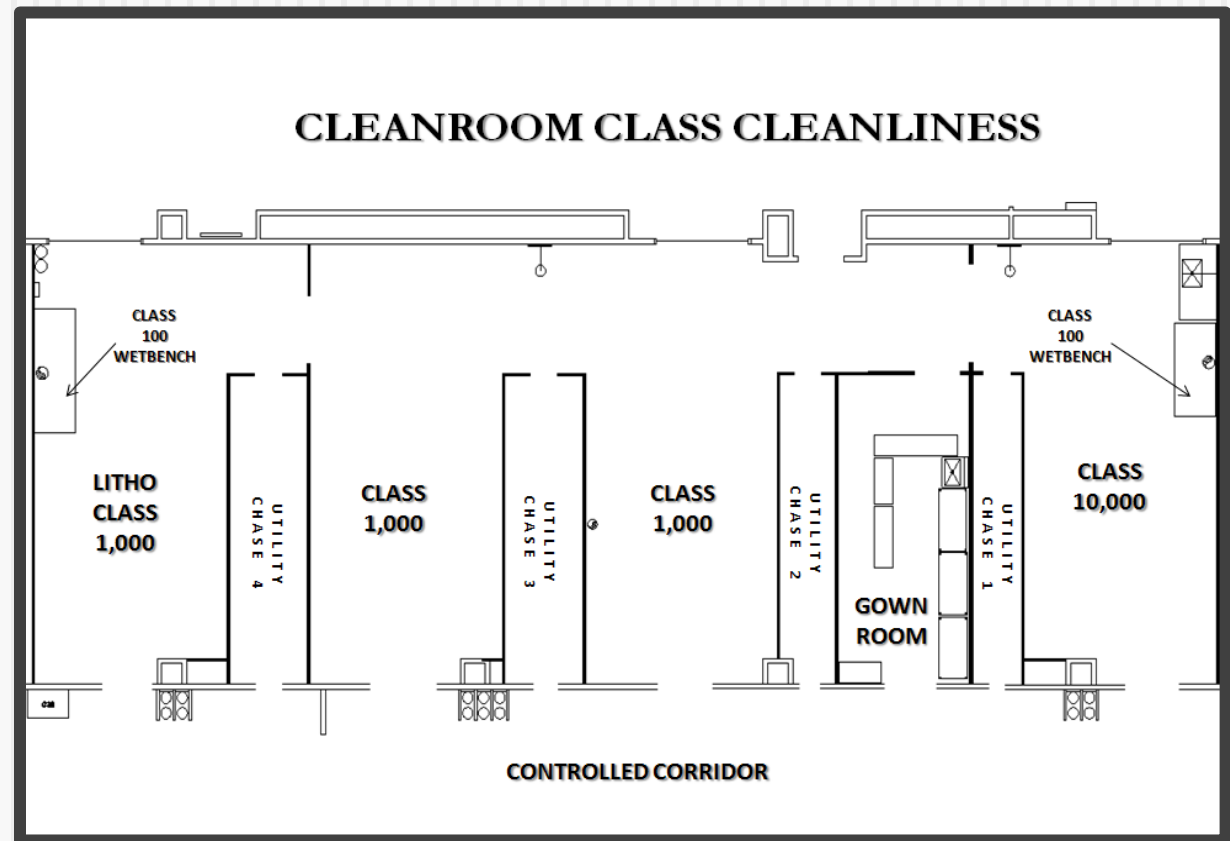 CLEANROOM CLASS CLEANLINESS
CLASS
100
WETBENCH
CLASS
100
WETBENCH
LITHO
CLASS
1,000
UTILITY
CHASE 4
CLASS
1,000
UTILITY
CHASE 3
CLASS
1,000
UTILITY
CHASE 2
GOWN
ROOM
UTILITY
CHASE 1
CLASS
10,000
CONTROLLED CORRIDOR